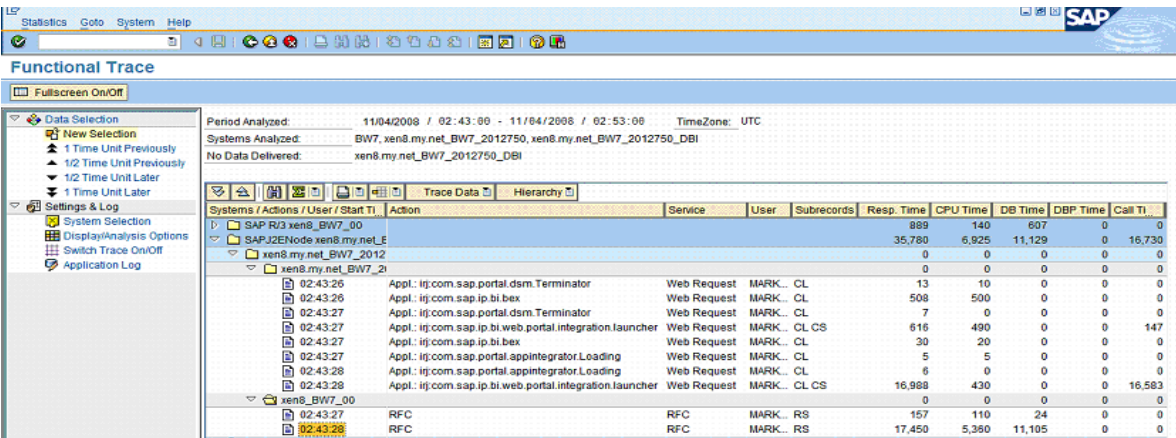 Statistics Goto System Help
SAP
Functional Trace
Fullscreen On/Off
Data Selection
New Selection
1 Time Unit Previously
1/2 Time Unit Previously
1/2 Time Unit Later
1 Time Unit Later
Settings & Log
System Selection
Display/Analysis Options
Switch Trace On/Off
Application Log
Period Analyzed: 11/04/2008 / 02:43:00 - 11/04/2008 / 02:53:00 TimeZone: UTC
Systems Analyzed: BW7, xen8.my.net_BW7_2012750, xen8.my.net_BW7_2012750_DBI
No Data Delivered: xen8.my.net_BW7_2012750_DBI
Trace Data Hierarchy
Systems / Actions / User / Start Ti... Action Service User Subrecords Resp. Time CPU Time DB Time DBP Time Call Ti...
SAP R/3 xen8_BW7_00 889 140 607 0 0
SAPJ2ENode xen8.my.net_E 35,780 6,925 11,129 0 16,730
xen8.my.net_BW7_2012 0 0 0 0 0
xen8.my.net_BW7_2 0 0 0 0 0
02:43:26 Appl.: irj:com.sap.portal.dsm.Terminator Web Request MARK... CL 13 10 0 0 0
02:43:26 Appl.: irj:com.sap.ip.bi.bex Web Request MARK... CL 508 500 0 0 0
02:43:27 Appl.: irj:com.sap.portal.dsm.Terminator Web Request MARK... CL 7 0 0 0 0
02:43:27 Appl.: irj:com.sap.ip.bi.web.portal.integration.launcher Web Request MARK... CL CS 616 490 0 0 147
02:43:27 Appl.: irj:com.sap.ip.bi.bex Web Request MARK... CL 30 20 0 0 0
02:43:27 Appl.: irj:com.sap.portal.appintegrator.Loading Web Request MARK... CL 5 5 0 0 0
02:43:28 Appl.: irj:com.sap.portal.appintegrator.Loading Web Request MARK... CL 6 0 0 0 0
02:43:28 Appl.: irj:com.sap.ip.bi.web.portal.integration.launcher Web Request MARK... CL CS 16,988 430 0 0 16,583
xen8_BW7_00 0 0 0 0 0
02:43:27 RFC RFC MARK... RS 157 110 24 0 0
02:43:28 RFC RFC MARK... RS 17,450 5,360 11,105 0 0